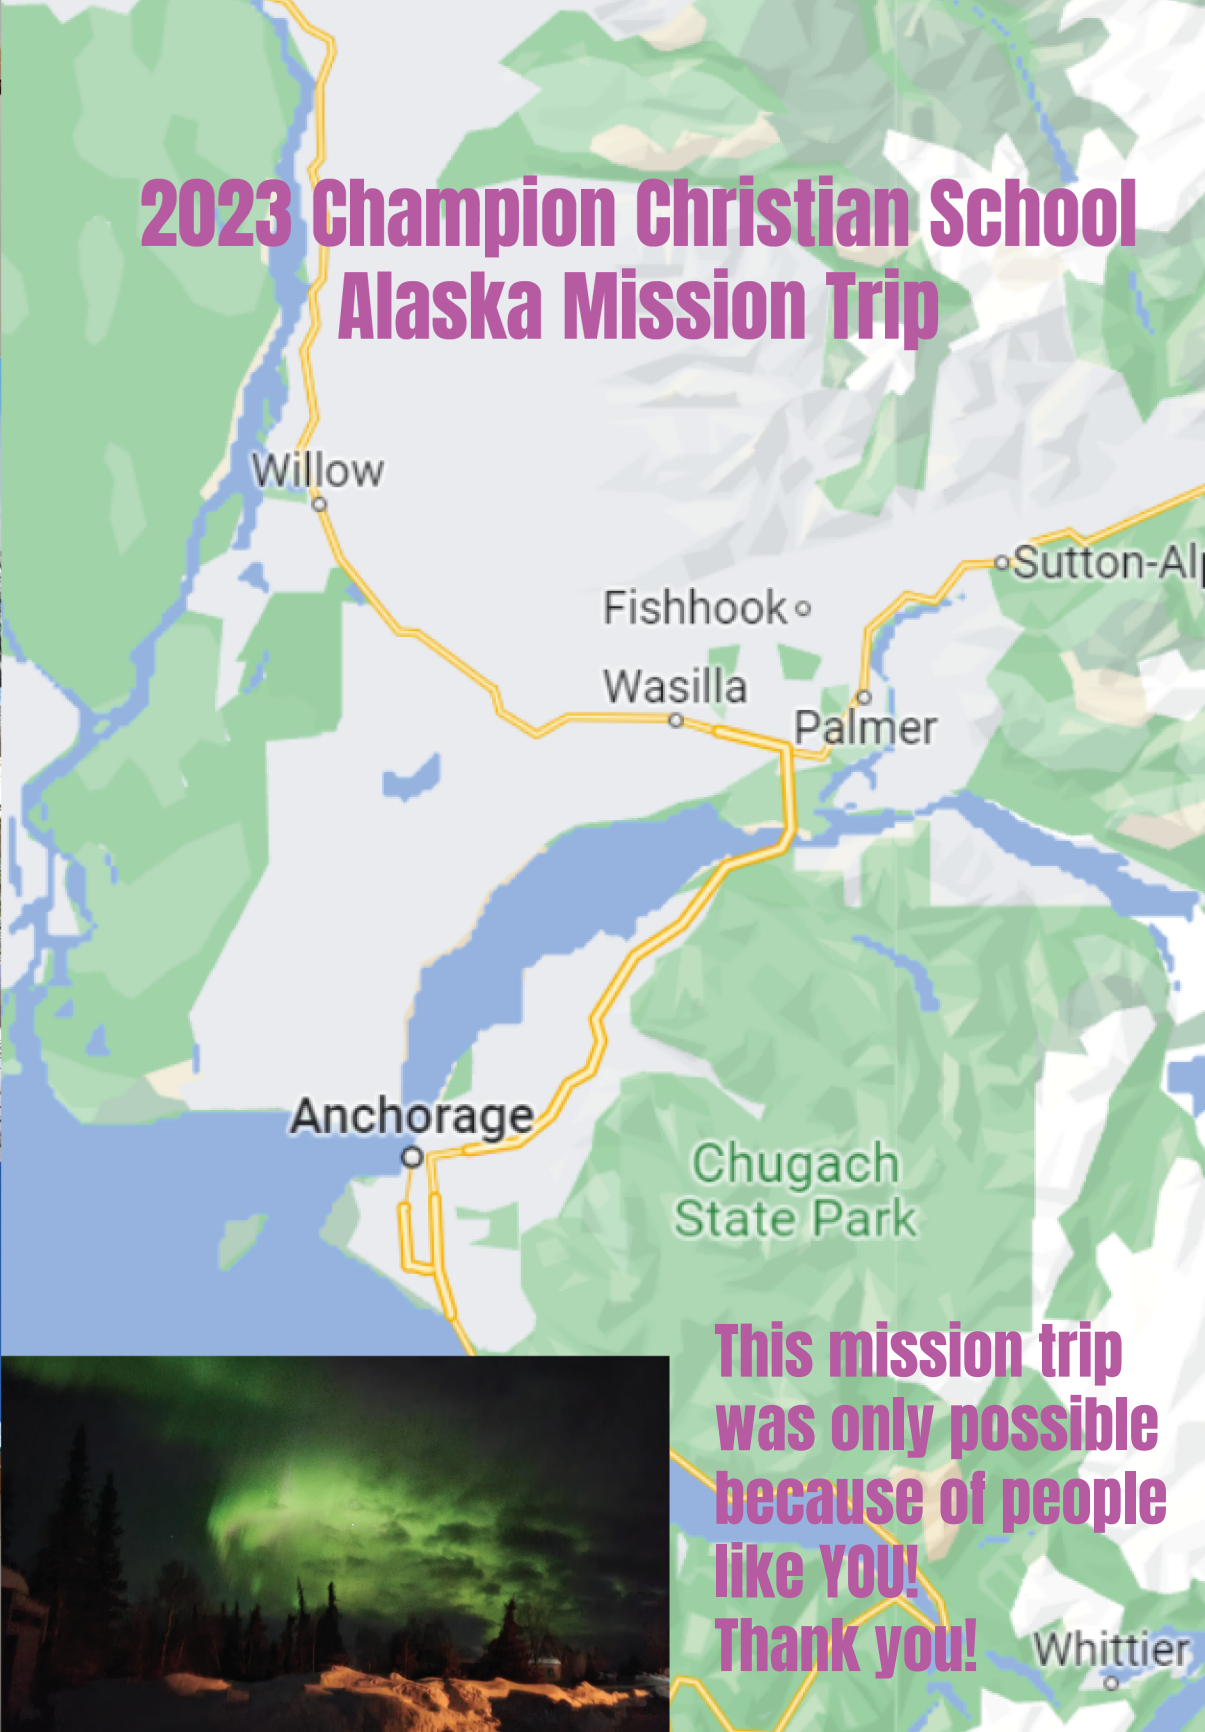 2023 Champion Christian School
Alaska Mission Trip
Willow
Sutton-Alp
Fishhook
Wasilla
Palmer
Anchorage
Chugach
State Park
This mission trip
was only possible
because of people
like YOU!
Thank you!
Whittier